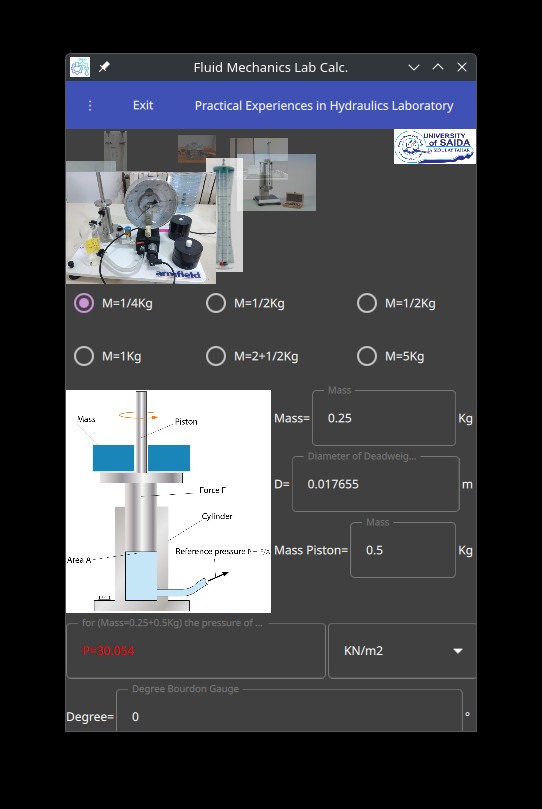 Fluid Mechanics Lab Calc.
Exit
Practical Experiences in Hydraulics Laboratory
UNIVERSITY
of SAIDA
Dr MOULAY TAHAR
armfield
M=1/4Kg
M=1/2Kg
M=1/2Kg
M=1Kg
M=2+1/2Kg
M=5Kg
Mass
Piston
Force F
Cylinder
Reference pressure P = F/A
Area A
Mass
Mass= 0.25 Kg
Diameter of Deadweig...
D= 0.017655 m
Mass
Mass Piston= 0.5 Kg
for (Mass=0.25+0.5Kg) the pressure of ...
P=30.054
KN/m2
Degree Bourdon Gauge
Degree= 0 °